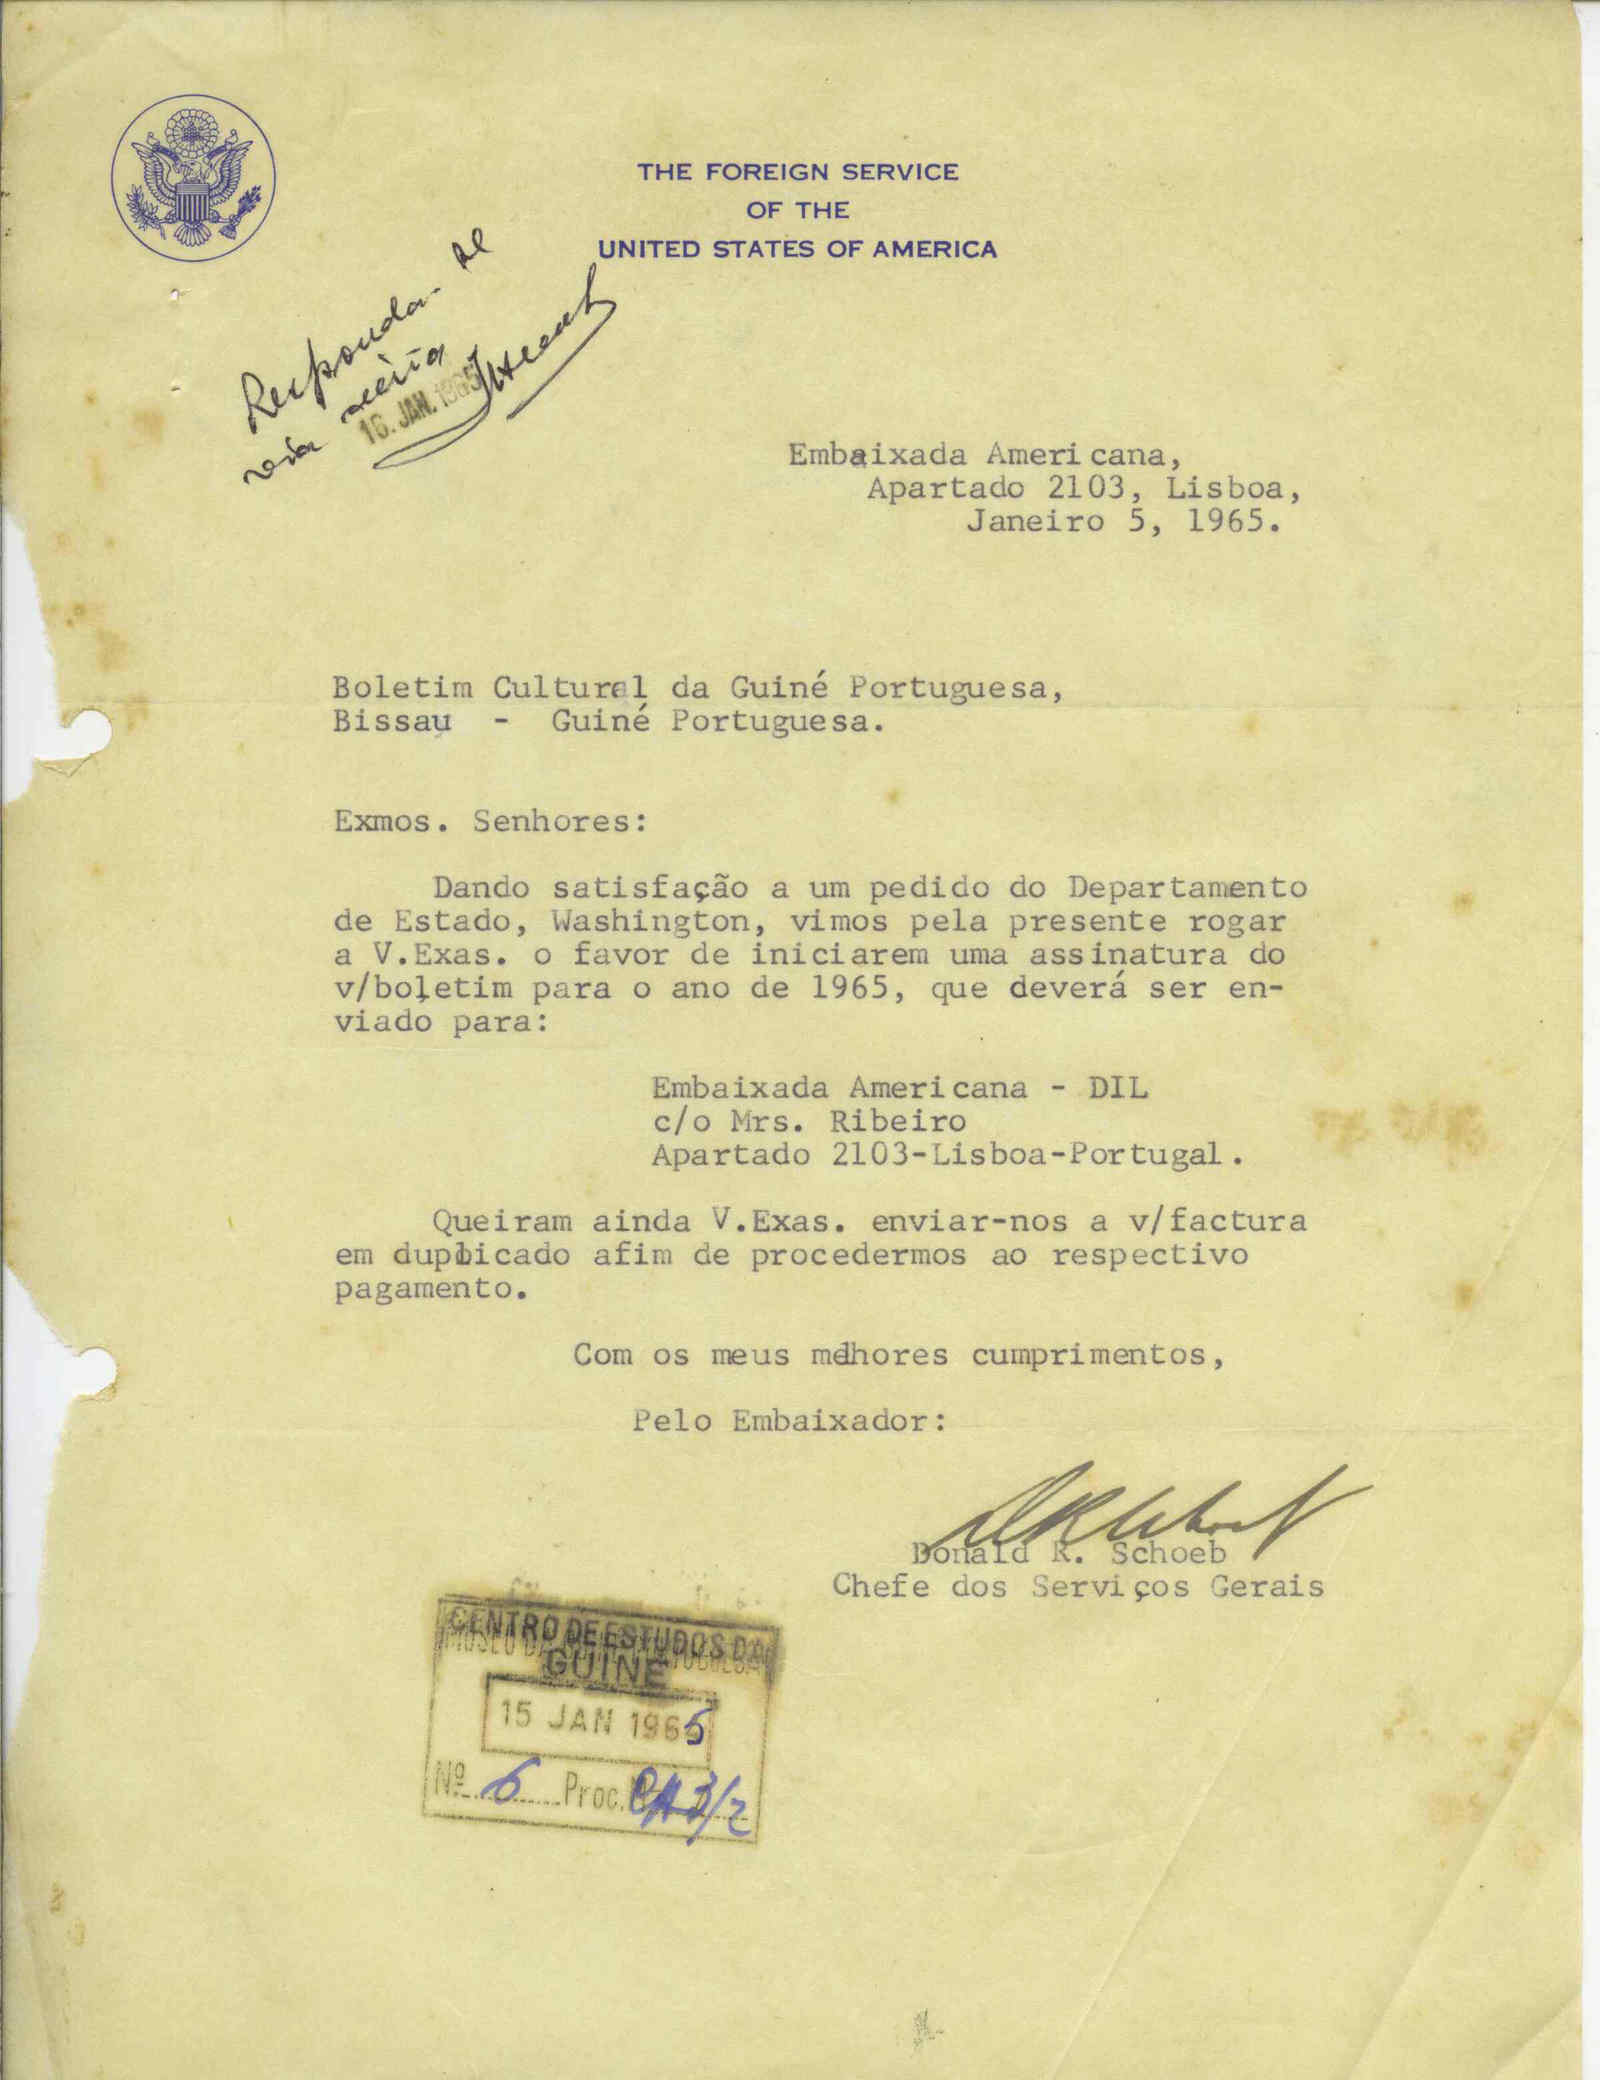 THE FOREIGN SERVICE
OF THE
UNITED STATES OF AMERICA
Responda-se
via aérea
16. JAN. 1965
Embaixada Americana,
Apartado 2103, Lisboa,
Janeiro 5, 1965.
Boletim Cultural da Guiné Portuguesa,
Bissau - Guiné Portuguesa.
Exmos. Senhores:
Dando satisfação a um pedido do Departamento
de Estado, Washington, vimos pela presente rogar
a V.Exas. o favor de iniciarem uma assinatura do
v/boletim para o ano de 1965, que deverá ser en-
viado para:
Embaixada Americana - DIL
c/o Mrs. Ribeiro
Apartado 2103-Lisboa-Portugal.
Queiram ainda V.Exas. enviar-nos a v/factura
em duplicado afim de procedermos ao respectivo
pagamento.
Com os meus melhores cumprimentos,
Pelo Embaixador:
Donald R. Schoeb
Chefe dos Serviços Gerais
CENTRO DE ESTUDOS DA
GUINÉ
15 JAN 1965
Nº 6 Proc.